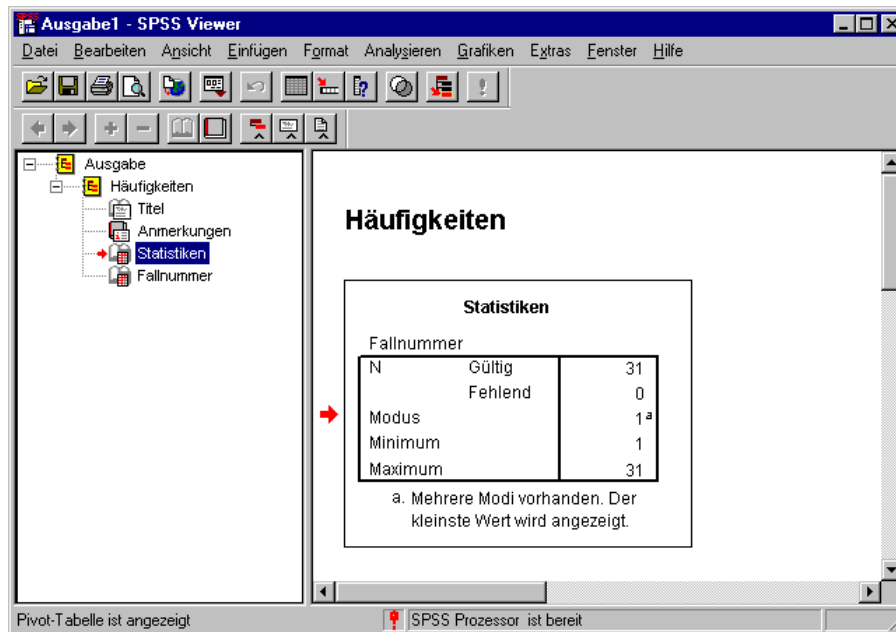 Ausgabe1 - SPSS Viewer
Datei Bearbeiten Ansicht Einfügen Format Analysieren Grafiken Extras Fenster Hilfe
Ausgabe
Häufigkeiten
Titel
Anmerkungen
Statistiken
Fallnummer
Häufigkeiten
Statistiken
Fallnummer
N Gültig 31
Fehlend 0
Modus 1a
Minimum 1
Maximum 31
a. Mehrere Modi vorhanden. Der
kleinste Wert wird angezeigt.
Pivot-Tabelle ist angezeigt SPSS Prozessor ist bereit